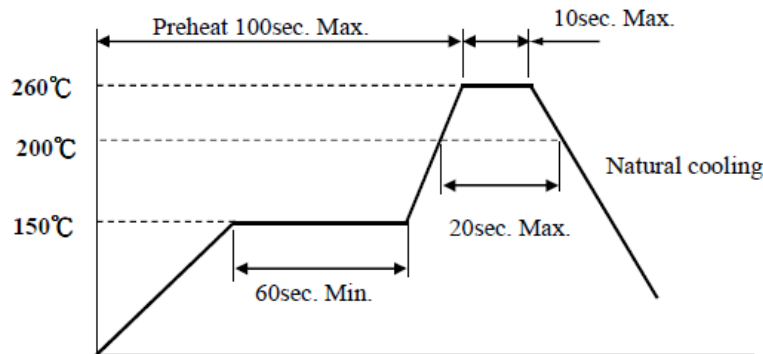 Preheat 100sec. Max.
10sec. Max.
260℃
200℃
Natural cooling
150℃
20sec. Max.
60sec. Min.